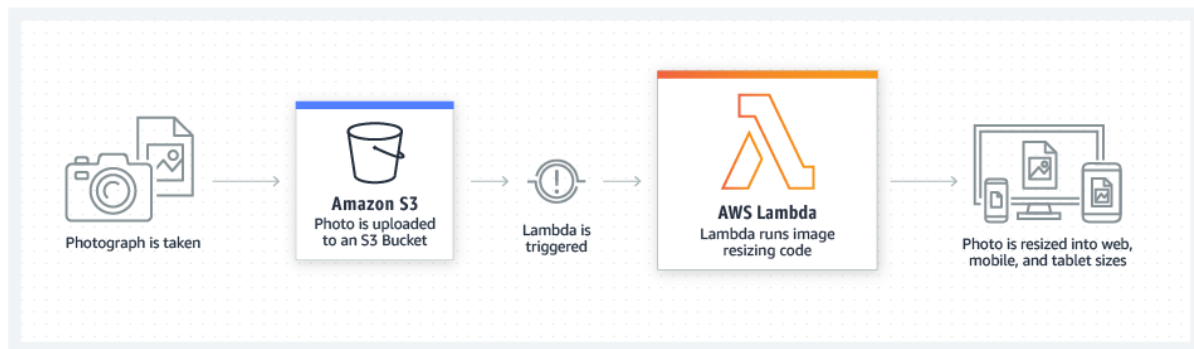 Photograph is taken
Amazon S3
Photo is uploaded
to an S3 Bucket
Lambda is
triggered
AWS Lambda
Lambda runs image
resizing code
Photo is resized into web,
mobile, and tablet sizes